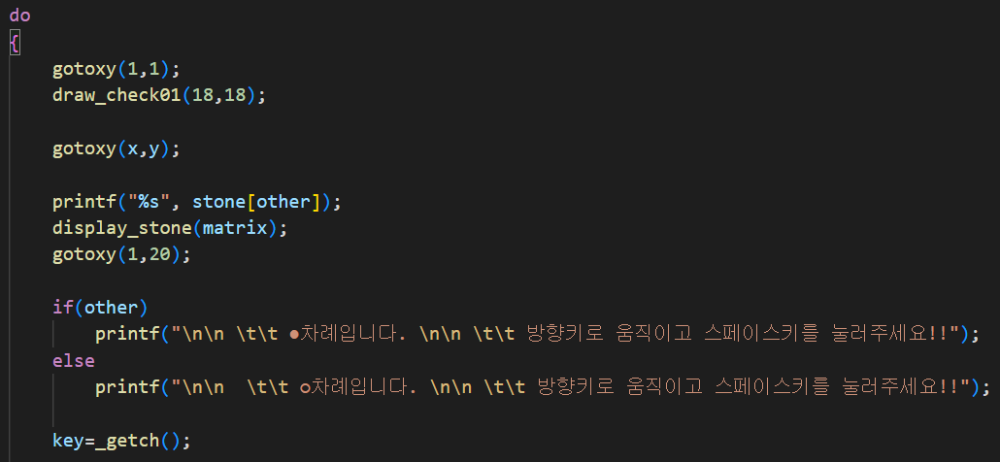 do
{
gotoxy(1,1);
draw_check01(18,18);
gotoxy(x,y);
printf("%s", stone[other]);
display_stone(matrix);
gotoxy(1,20);
if(other)
printf("\n\n \t\t ●차례입니다. \n\n \t\t 방향키로 움직이고 스페이스키를 눌러주세요!!");
else
printf("\n\n  \t\t ○차례입니다. \n\n \t\t 방향키로 움직이고 스페이스키를 눌러주세요!!");
key=_getch();